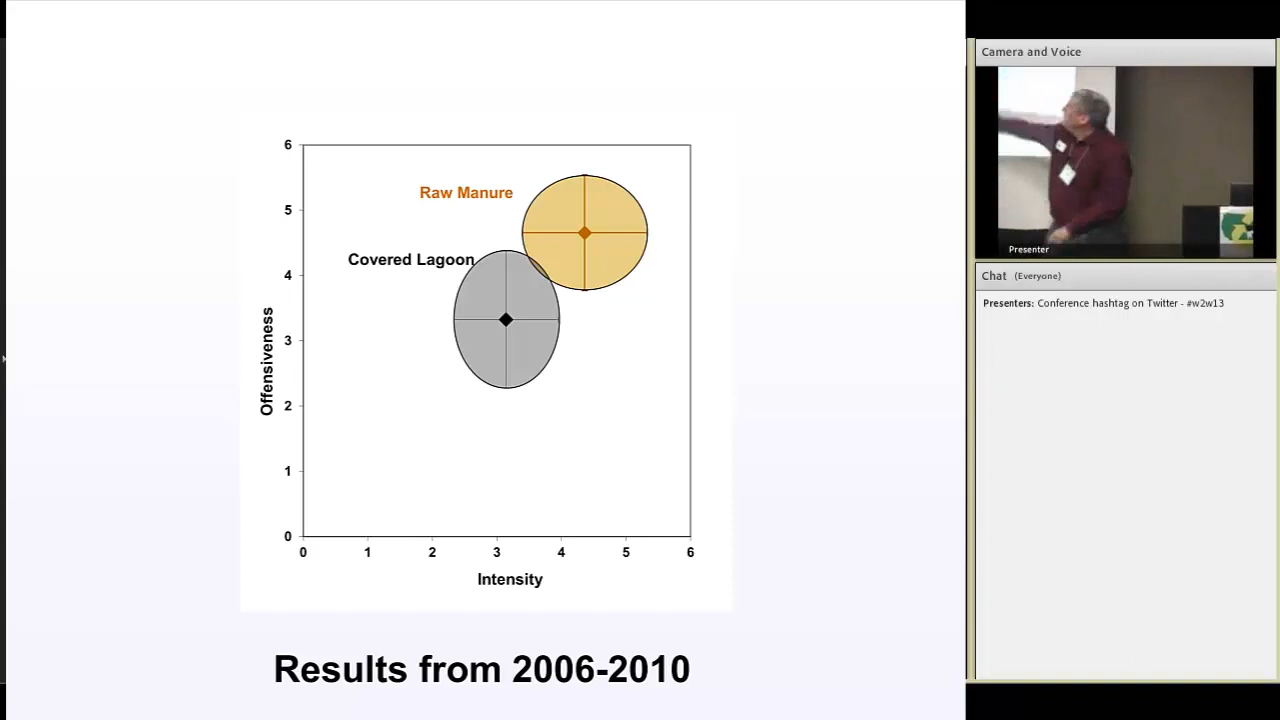 6
Raw Manure
5
Covered Lagoon
4
Offensiveness
3
2
1
0
0 1 2 3 4 5 6
Intensity
Results from 2006-2010
Camera and Voice
Presenter
Chat (Everyone)
Presenters: Conference hashtag on Twitter - #w2w13